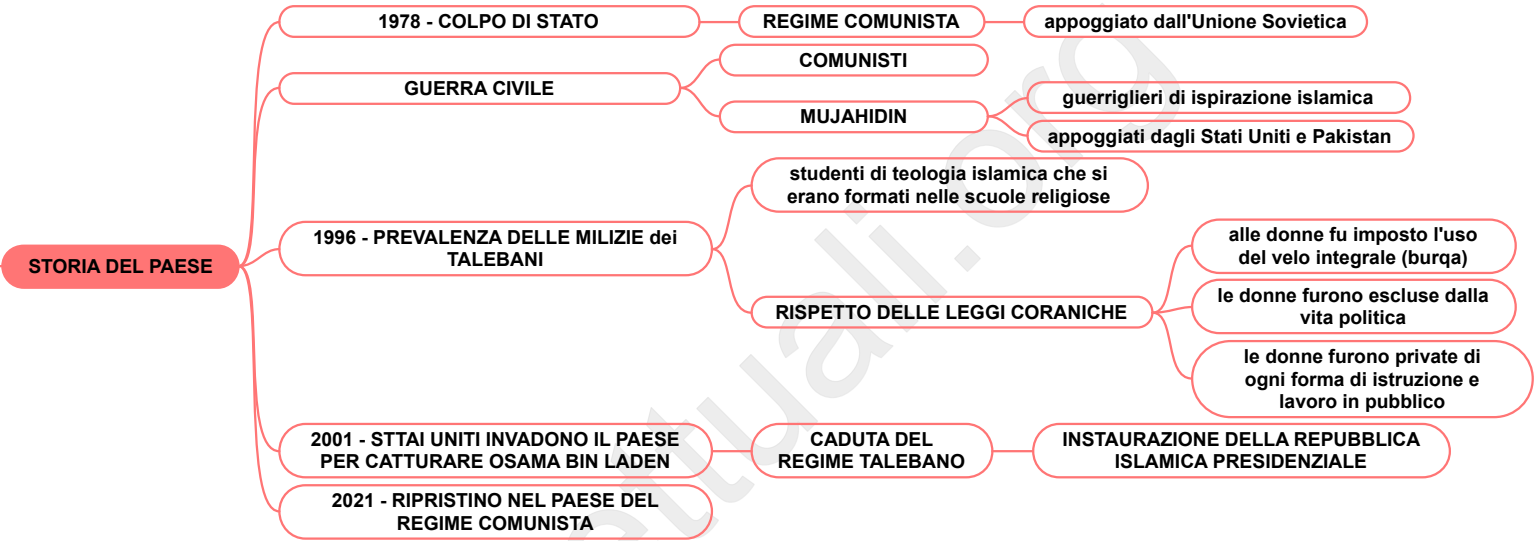 1978 - COLPO DI STATO
REGIME COMUNISTA
appoggiato dall'Unione Sovietica
GUERRA CIVILE
COMUNISTI
MUJAHIDIN
guerriglieri di ispirazione islamica
appoggiati dagli Stati Uniti e Pakistan
STORIA DEL PAESE
1996 - PREVALENZA DELLE MILIZIE dei
TALEBANI
studenti di teologia islamica che si
erano formati nelle scuole religiose
RISPETTO DELLE LEGGI CORANICHE
alle donne fu imposto l'uso
del velo integrale (burqa)
le donne furono escluse dalla
vita politica
le donne furono private di
ogni forma di istruzione e
lavoro in pubblico
2001 - STTAI UNITI INVADONO IL PAESE
PER CATTURARE OSAMA BIN LADEN
CADUTA DEL
REGIME TALEBANO
INSTAURAZIONE DELLA REPUBBLICA
ISLAMICA PRESIDENZIALE
2021 - RIPRISTINO NEL PAESE DEL
REGIME COMUNISTA
ettuali.org